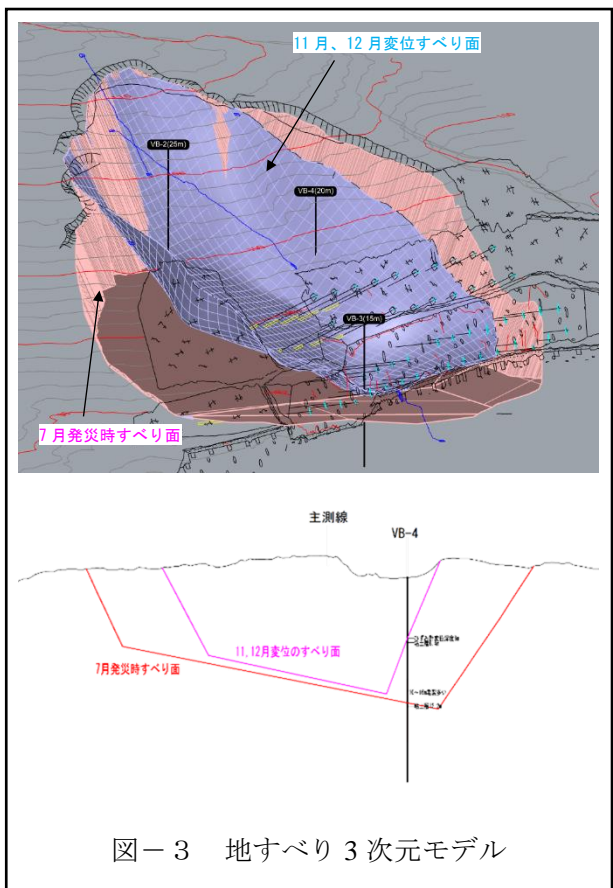 11月、12月変位すべり面
VB-2(25m)
VB-4(20m)
VB-3(15m)
7月発災時すべり面
主測線
VB-4
11,12月変位のすべり面
7月発災時すべり面
図－3 地すべり3次元モデル